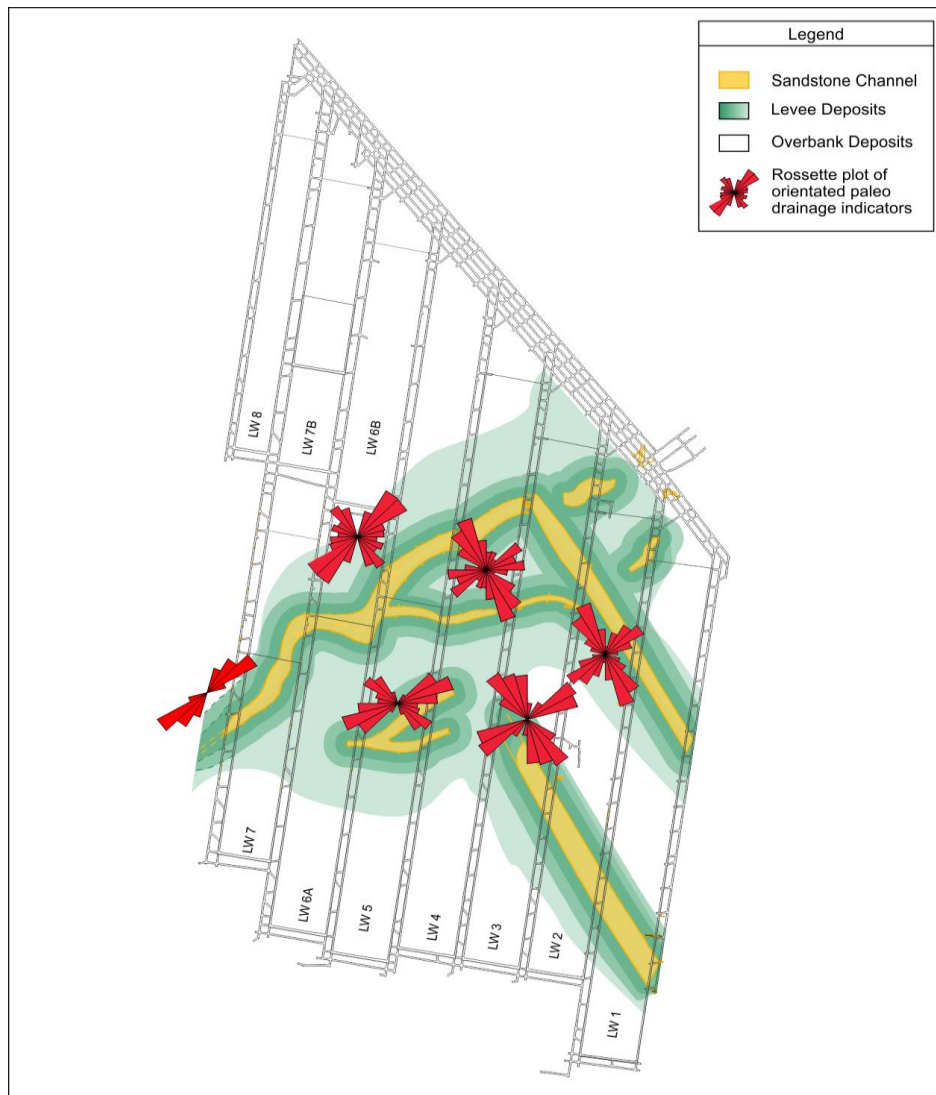 Legend
Sandstone Channel
Levee Deposits
Overbank Deposits
Rossette plot of
orientated paleo
drainage indicators
LW 8
LW 7B
LW 6B
LW 7
LW 6A
LW 5
LW 4
LW 3
LW 2
LW 1